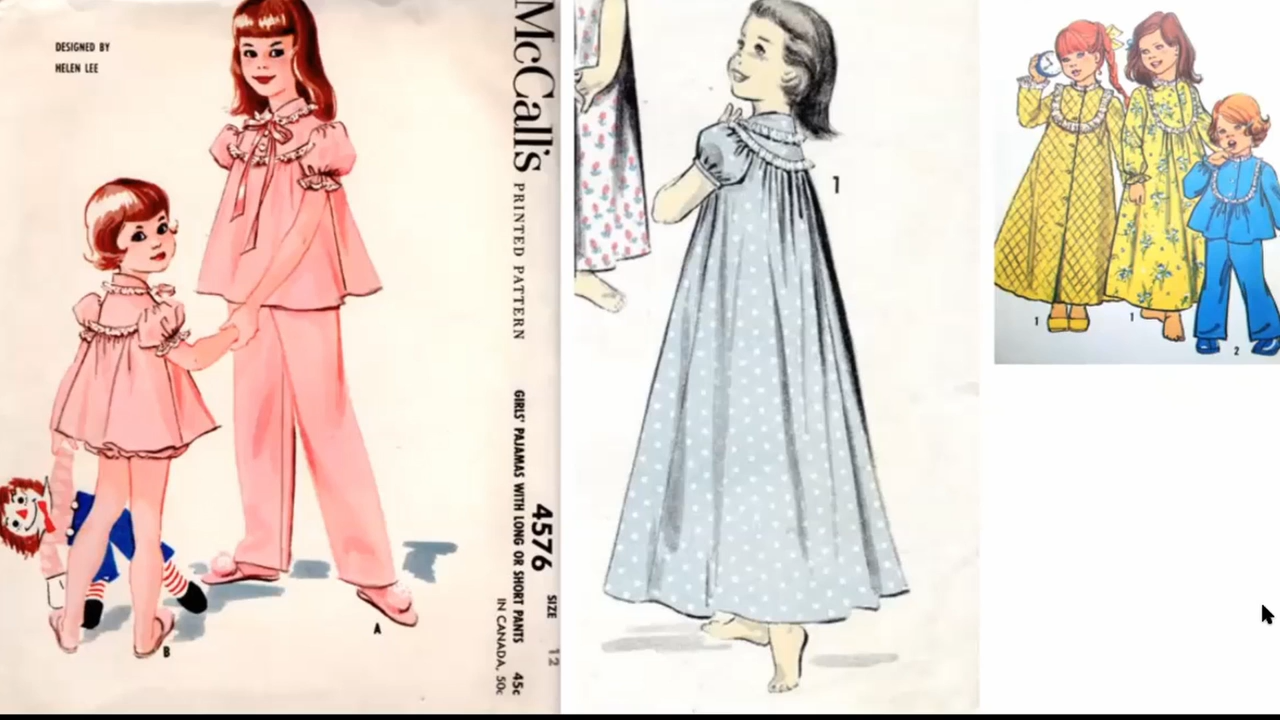 DESIGNED BY
HELEN LEE
McCall's
PRINTED PATTERN
GIRLS' PAJAMAS WITH LONG OR SHORT PANTS
4576
SIZE
12
45c
IN CANADA, 50c
A
B
1
1
1
2